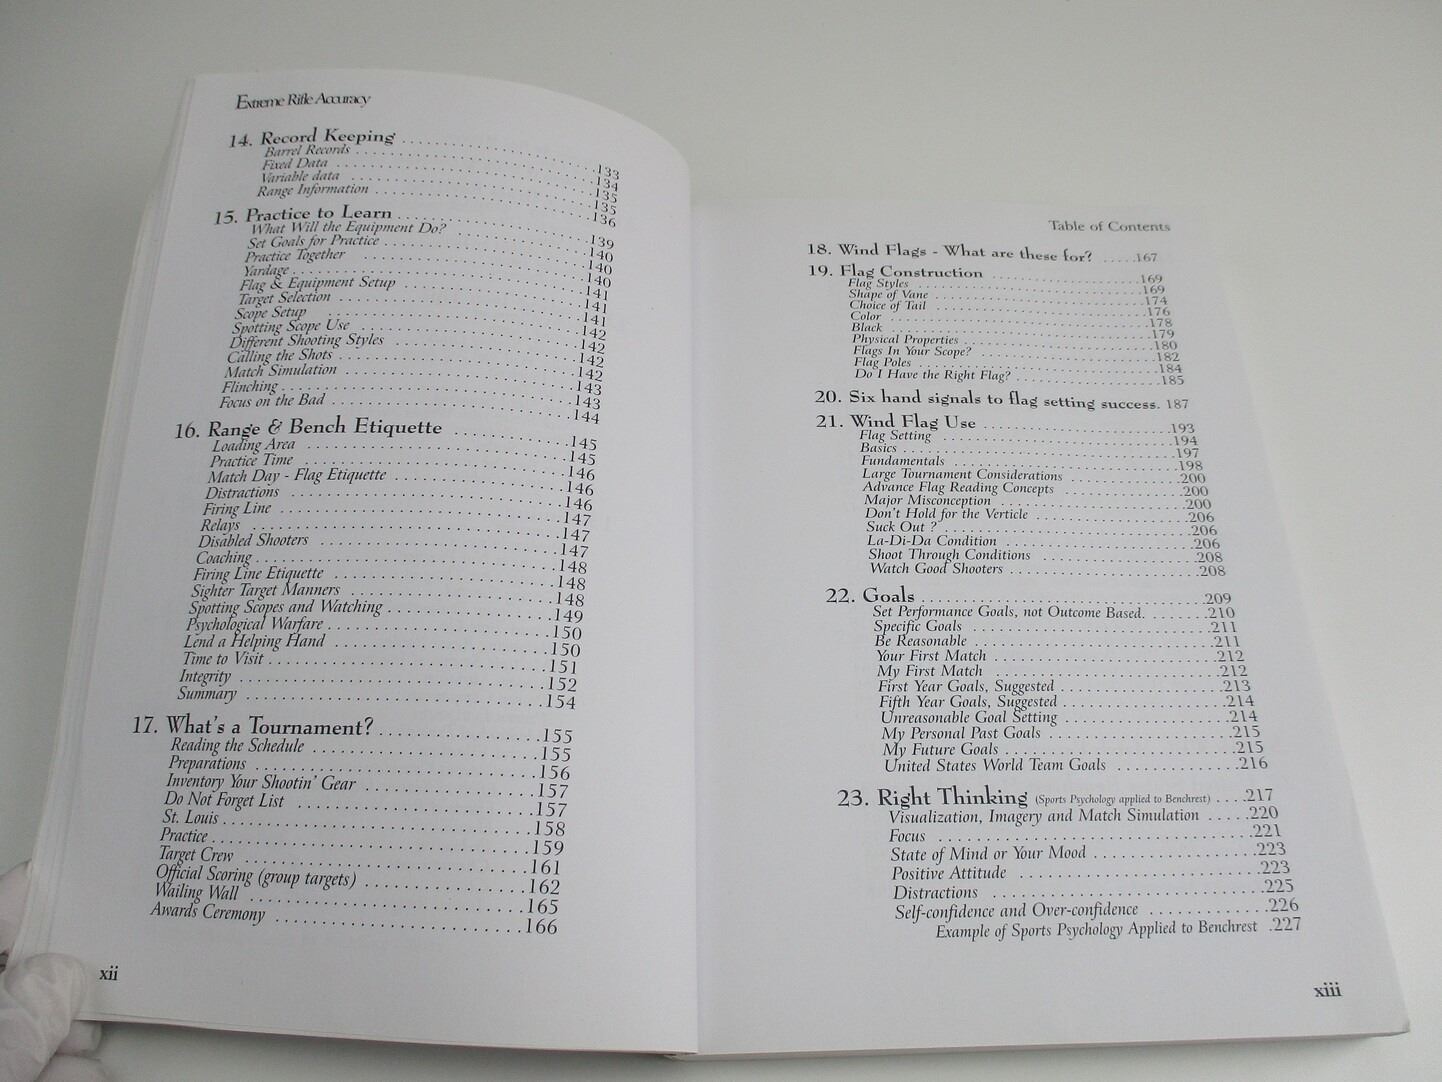 Extreme Rifle Accuracy
14. Record Keeping . . . . . . . . . . 133
Barrel Records . . . . . . . . . . 134
Fixed Data . . . . . . . . . . 135
Variable data . . . . . . . . . . 135
Range Information . . . . . . . . . . 136
15. Practice to Learn . . . . . . . . . . 139
What Will the Equipment Do? . . . . . . . . . . 140
Set Goals for Practice . . . . . . . . . . 140
Practice Together . . . . . . . . . . 140
Yardage . . . . . . . . . . 141
Flag & Equipment Setup . . . . . . . . . . 141
Target Selection . . . . . . . . . . 141
Scope Setup . . . . . . . . . . 142
Spotting Scope Use . . . . . . . . . . 142
Different Shooting Styles . . . . . . . . . . 142
Calling the Shots . . . . . . . . . . 142
Match Simulation . . . . . . . . . . 143
Flinching . . . . . . . . . . 143
Focus on the Bad . . . . . . . . . . 144
16. Range & Bench Etiquette . . . . . . . . . . 145
Loading Area . . . . . . . . . . 145
Practice Time . . . . . . . . . . 146
Match Day - Flag Etiquette . . . . . . . . . . 146
Distractions . . . . . . . . . . 146
Firing Line . . . . . . . . . . 147
Relays . . . . . . . . . . 147
Disabled Shooters . . . . . . . . . . 147
Coaching . . . . . . . . . . 148
Firing Line Etiquette . . . . . . . . . . 148
Sighter Target Manners . . . . . . . . . . 148
Spotting Scopes and Watching . . . . . . . . . . 149
Psychological Warfare . . . . . . . . . . 150
Lend a Helping Hand . . . . . . . . . . 150
Time to Visit . . . . . . . . . . 151
Integrity . . . . . . . . . . 152
Summary . . . . . . . . . . 154
17. What's a Tournament? . . . . . . . . . . 155
Reading the Schedule . . . . . . . . . . 155
Preparations . . . . . . . . . . 156
Inventory Your Shootin' Gear . . . . . . . . . . 157
Do Not Forget List . . . . . . . . . . 157
St. Louis . . . . . . . . . . 158
Practice . . . . . . . . . . 159
Target Crew . . . . . . . . . . 161
Official Scoring (group targets) . . . . . . . . . . 162
Wailing Wall . . . . . . . . . . 165
Awards Ceremony . . . . . . . . . . 166
xii
Table of Contents
18. Wind Flags - What are these for? . . . . . 167
19. Flag Construction . . . . . . . . . . 169
Flag Styles . . . . . . . . . . 169
Shape of Vane . . . . . . . . . . 174
Choice of Tail . . . . . . . . . . 176
Color . . . . . . . . . . 178
Black . . . . . . . . . . 179
Physical Properties . . . . . . . . . . 180
Flags In Your Scope? . . . . . . . . . . 182
Flag Poles . . . . . . . . . . 184
Do I Have the Right Flag? . . . . . . . . . . 185
20. Six hand signals to flag setting success. 187
21. Wind Flag Use . . . . . . . . . . 193
Flag Setting . . . . . . . . . . 194
Basics . . . . . . . . . . 197
Fundamentals . . . . . . . . . . 198
Large Tournament Considerations . . . . . . . . . . 200
Advance Flag Reading Concepts . . . . . . . . . . 200
Major Misconception . . . . . . . . . . 200
Don't Hold for the Verticle . . . . . . . . . . 206
Suck Out ? . . . . . . . . . . 206
La-Di-Da Condition . . . . . . . . . . 206
Shoot Through Conditions . . . . . . . . . . 208
Watch Good Shooters . . . . . . . . . . 208
22. Goals . . . . . . . . . . 209
Set Performance Goals, not Outcome Based. . . . . . . . 210
Specific Goals . . . . . . . . . . 211
Be Reasonable . . . . . . . . . . 211
Your First Match . . . . . . . . . . 212
My First Match . . . . . . . . . . 212
First Year Goals, Suggested . . . . . . . . . . 213
Fifth Year Goals, Suggested . . . . . . . . . . 214
Unreasonable Goal Setting . . . . . . . . . . 214
My Personal Past Goals . . . . . . . . . . 215
My Future Goals . . . . . . . . . . 215
United States World Team Goals . . . . . . . . . . 216
23. Right Thinking (Sports Psychology applied to Benchrest) . . . . 217
Visualization, Imagery and Match Simulation . . . . . 220
Focus . . . . . . . . . . 221
State of Mind or Your Mood . . . . . . . . . . 223
Positive Attitude . . . . . . . . . . 223
Distractions . . . . . . . . . . 225
Self-confidence and Over-confidence . . . . . . . . . . 226
Example of Sports Psychology Applied to Benchrest . 227
xiii